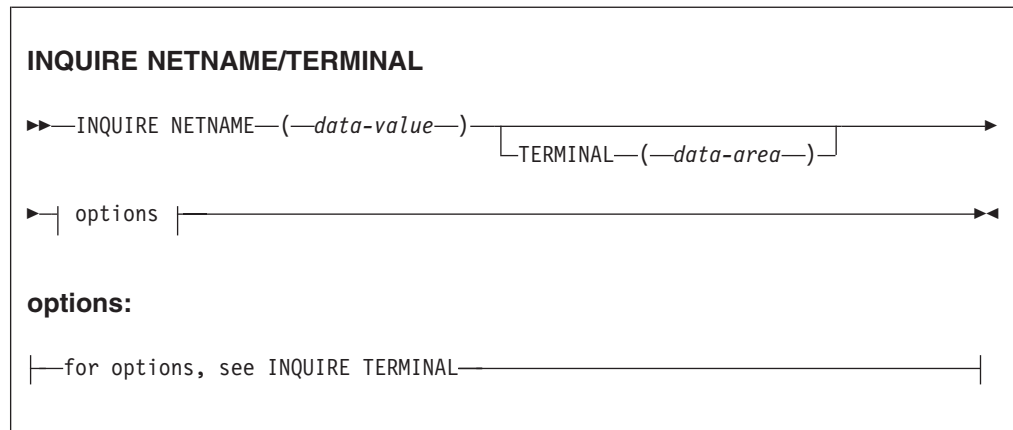 INQUIRE NETNAME/TERMINAL
INQUIRE NETNAME ( data-value )
TERMINAL ( data-area )
options
options:
for options, see INQUIRE TERMINAL